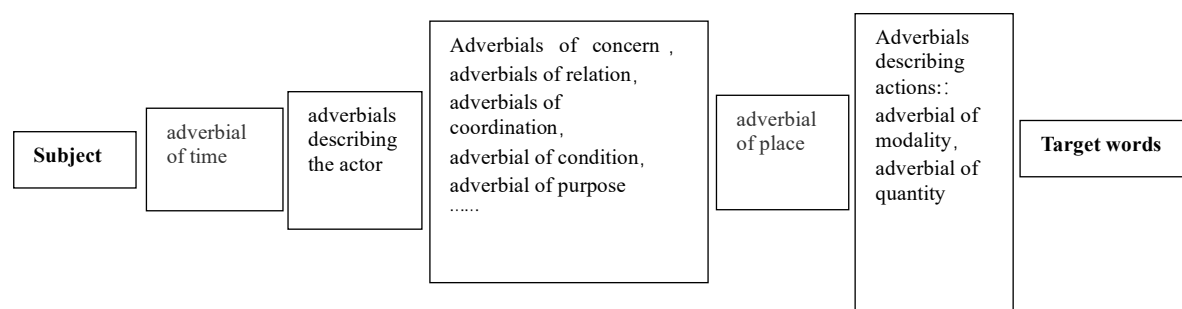 Subject
adverbial
of time
adverbials
describing
the actor
Adverbials of concern ,
adverbials of relation,
adverbials of
coordination,
adverbial of condition,
adverbial of purpose
······
adverbial
of place
Adverbials
describing
actions::
adverbial of
modality,
adverbial of
quantity
Target words